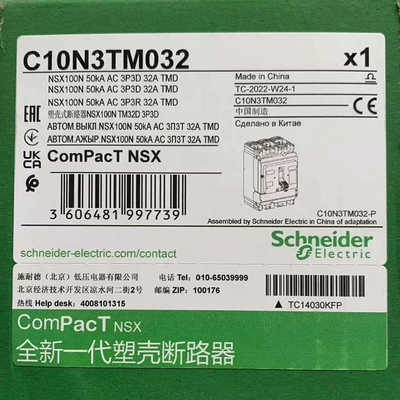 C10N3TM032 x1
NSX100N 50kA AC 3P3D 32A TMD
NSX100N 50kA AC 3P3D 32A TMD
NSX100N 50kA AC 3P3R 32A TMD
塑壳式断路器NSX100N TM32D 3P3D
АВТОМ.ВЫКЛ.NSX100N 50kA AC 3П3Т 32A TMD
АВТОМ.АЖЫР.NSX100N 50kA AC 3П3Т 32A TMD
ComPacT NSX
Made in China
TC-2022-W24-1
C10N3TM032
中国制造
Сделано в Китае
EAC
UK
CA
3 606481 997739
C10N3TM032-P
Assembled by Schneider Electric in China of adaptation
schneider-electric.com/contact
Schneider
Electric
施耐德（北京）低压电器有限公司 Tel 电话: 010-65039999
北京经济技术开发区凉水河二街2号 邮编 ZIP: 100176
热线 Help desk: 4008101315
TC14030KFP
ComPacT NSX
全新一代塑壳断路器